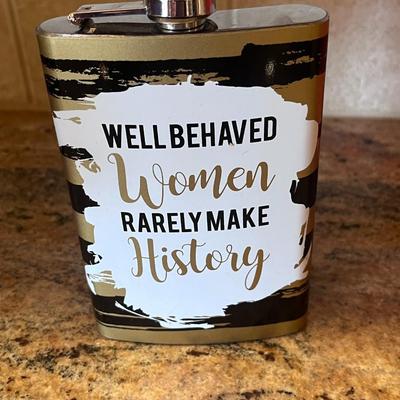 WELL BEHAVED
Women
RARELY MAKE
History